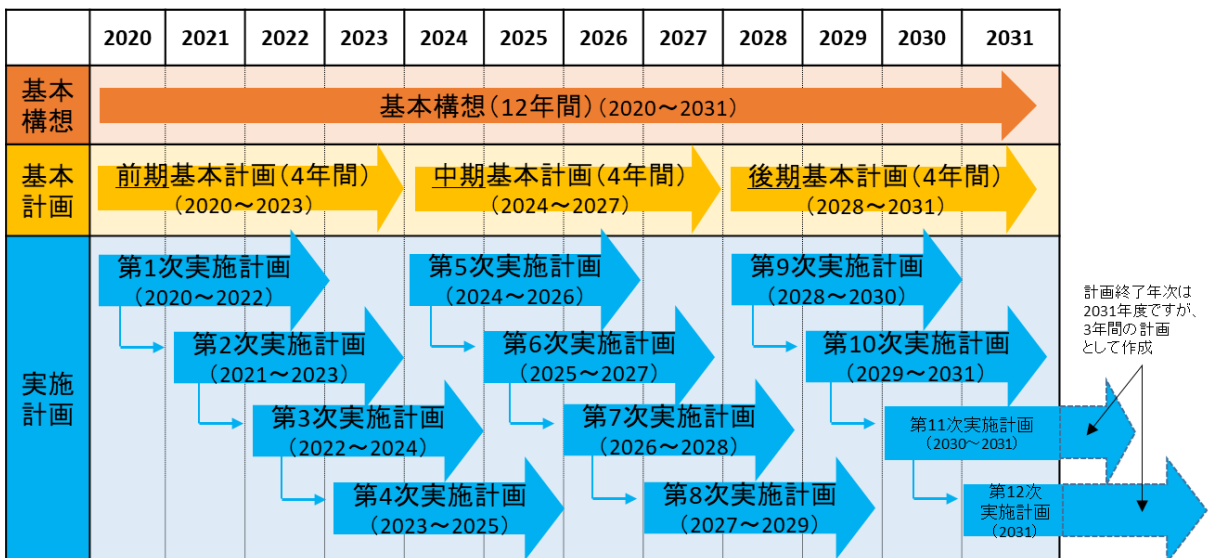 2020 2021 2022 2023 2024 2025 2026 2027 2028 2029 2030 2031
基本
構想
基本構想(12年間)(2020～2031)
基本
計画
前期基本計画(4年間)
(2020～2023)
中期基本計画(4年間)
(2024～2027)
後期基本計画(4年間)
(2028～2031)
実施
計画
第1次実施計画
(2020～2022)
第5次実施計画
(2024～2026)
第9次実施計画
(2028～2030)
第2次実施計画
(2021～2023)
第6次実施計画
(2025～2027)
第10次実施計画
(2029～2031)
第3次実施計画
(2022～2024)
第7次実施計画
(2026～2028)
第11次実施計画
(2030～2031)
第4次実施計画
(2023～2025)
第8次実施計画
(2027～2029)
第12次
実施計画
(2031)
計画終了年次は
2031年度ですが、
3年間の計画
として作成